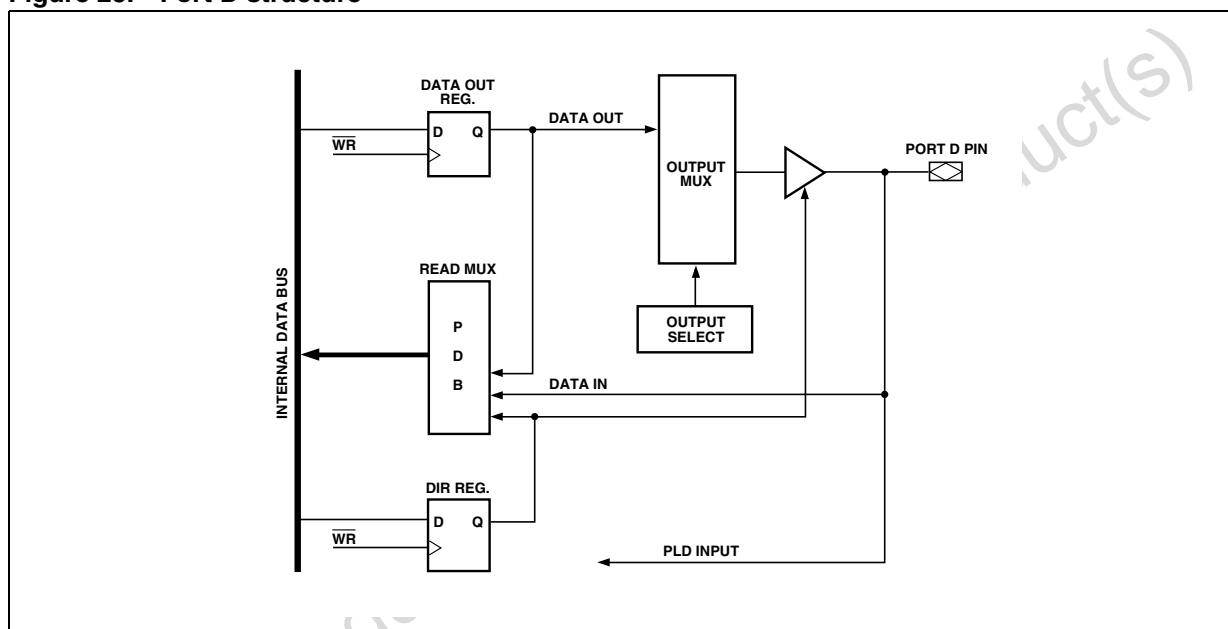 DATA OUT
REG.
D Q
WR
DATA OUT
OUTPUT
MUX
PORT D PIN
READ MUX
P
D
B
OUTPUT
SELECT
INTERNAL DATA BUS
DATA IN
DIR REG.
D Q
WR
PLD INPUT